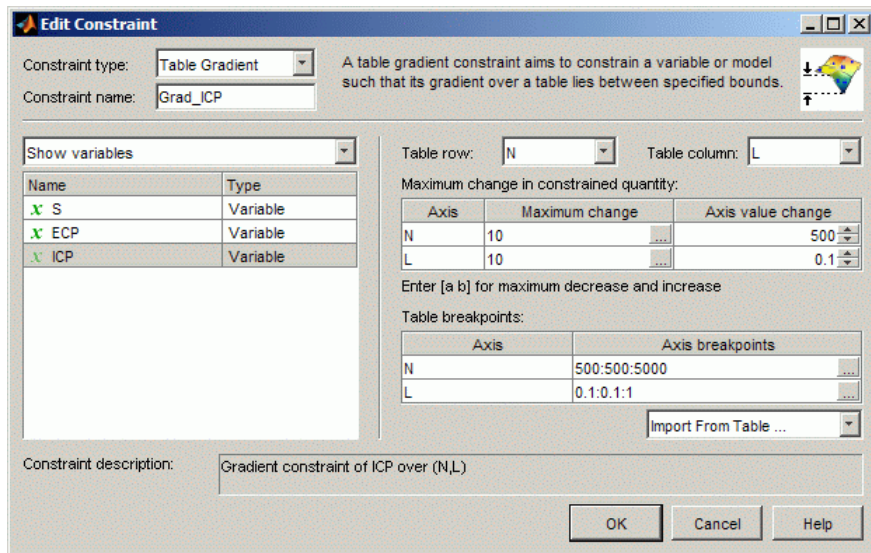 Edit Constraint
Constraint type: Table Gradient
Constraint name: Grad_ICP
A table gradient constraint aims to constrain a variable or model
such that its gradient over a table lies between specified bounds.
Show variables
Name Type
x S Variable
x ECP Variable
x ICP Variable
Table row: N Table column: L
Maximum change in constrained quantity:
Axis Maximum change Axis value change
N 10 ... 500
L 10 ... 0.1
Enter [a b] for maximum decrease and increase
Table breakpoints:
Axis Axis breakpoints
N 500:500:5000 ...
L 0.1:0.1:1 ...
Import From Table ...
Constraint description: Gradient constraint of ICP over (N,L)
OK Cancel Help